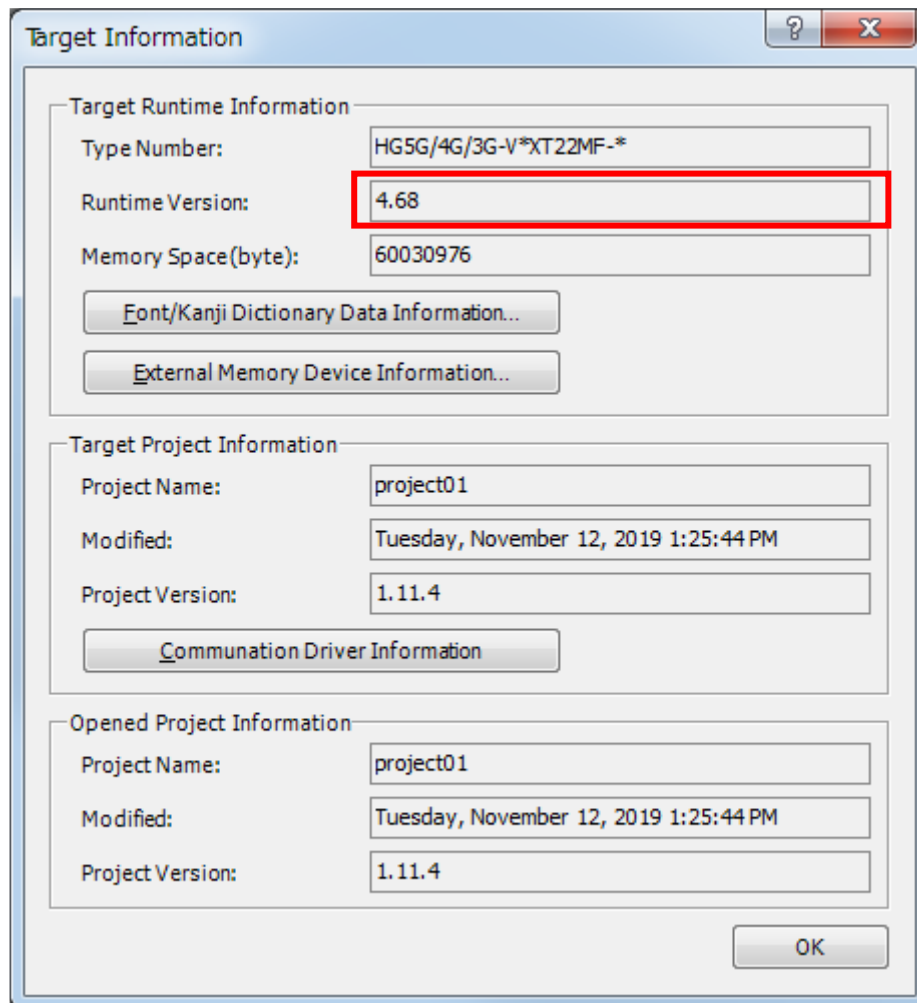 Target Information
Target Runtime Information
Type Number: HG5G/4G/3G-V*XT22MF-*
Runtime Version: 4.68
Memory Space(byte): 60030976
Font/Kanji Dictionary Data Information...
External Memory Device Information...
Target Project Information
Project Name: project01
Modified: Tuesday, November 12, 2019 1:25:44 PM
Project Version: 1.11.4
Communation Driver Information
Opened Project Information
Project Name: project01
Modified: Tuesday, November 12, 2019 1:25:44 PM
Project Version: 1.11.4
OK